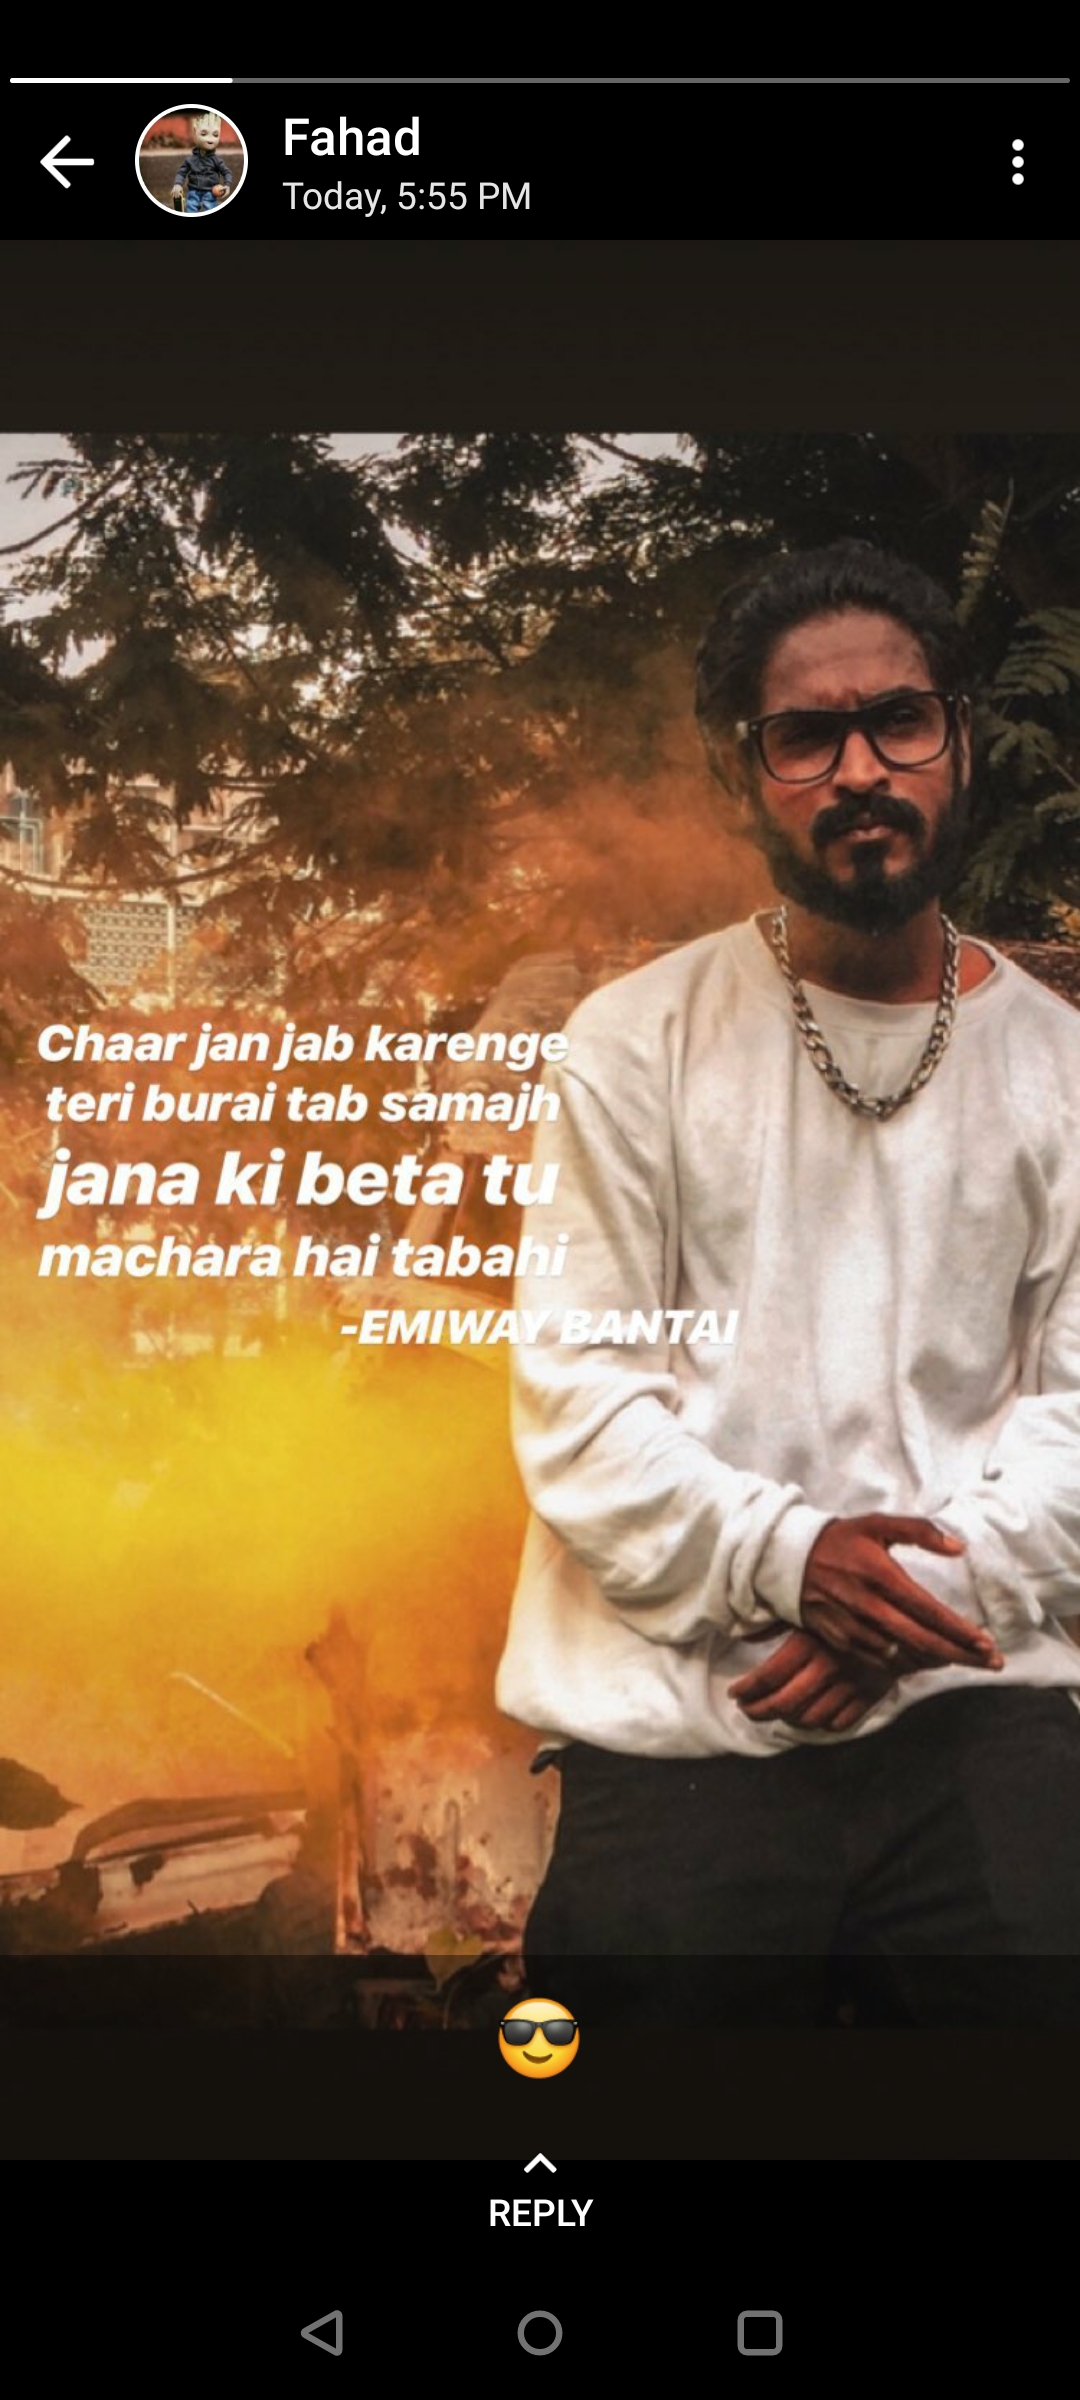 Fahad
Today, 5:55 PM
Chaar jan jab karenge
teri burai tab samajh
jana ki beta tu
machara hai tabahi
-EMIWAY BANTAI
REPLY